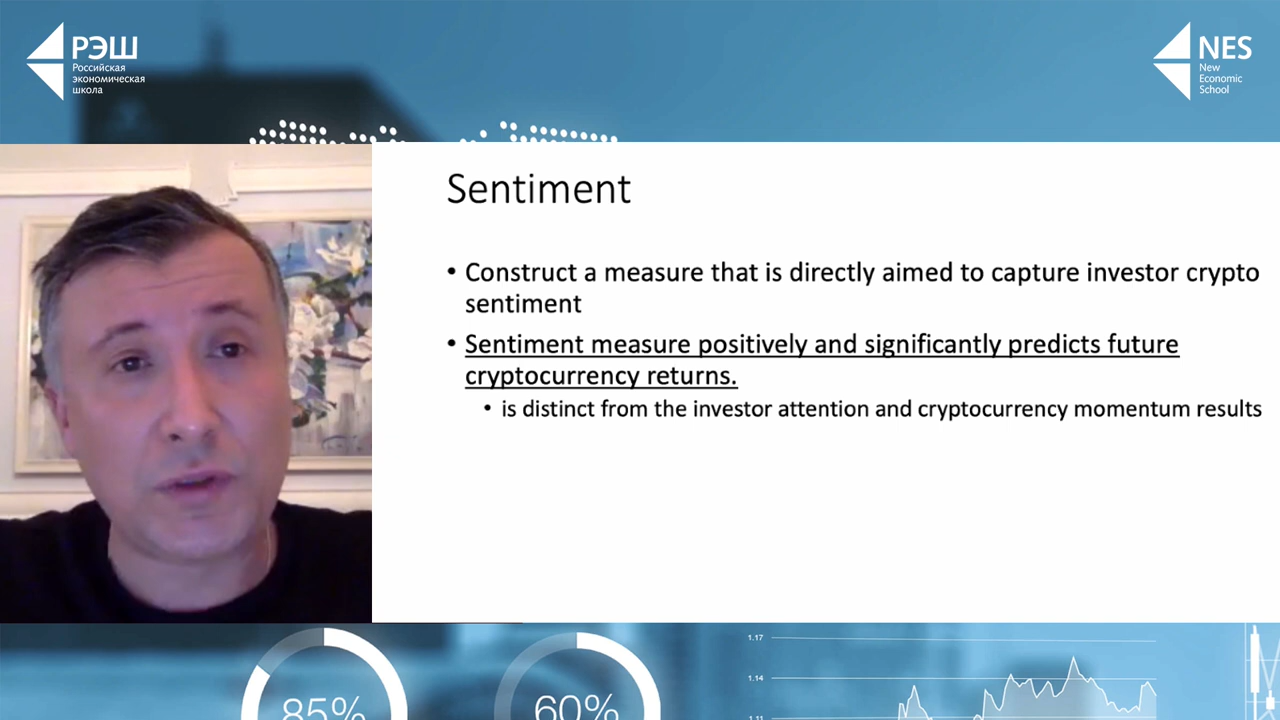 РЭШ
Российская
экономическая
школа
NES
New
Economic
School
Sentiment
• Construct a measure that is directly aimed to capture investor crypto
sentiment
• Sentiment measure positively and significantly predicts future
cryptocurrency returns.
• is distinct from the investor attention and cryptocurrency momentum results
85%
60%
1.17
1.14
1.11